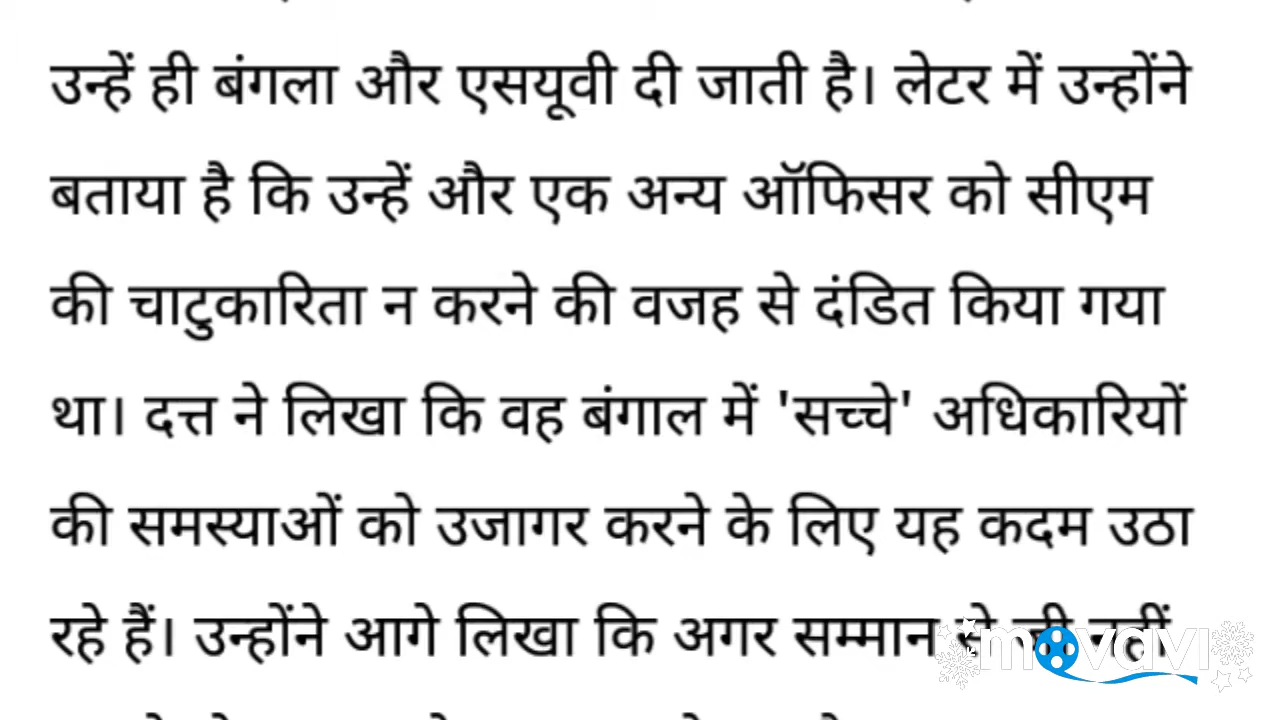 उन्हें ही बंगला और एसयूवी दी जाती है। लेटर में उन्होंने
बताया है कि उन्हें और एक अन्य ऑफिसर को सीएम
की चाटुकारिता न करने की वजह से दंडित किया गया
था। दत्त ने लिखा कि वह बंगाल में 'सच्चे' अधिकारियों
की समस्याओं को उजागर करने के लिए यह कदम उठा
रहे हैं। उन्होंने आगे लिखा कि अगर सम्मान से जी नहीं
movavi